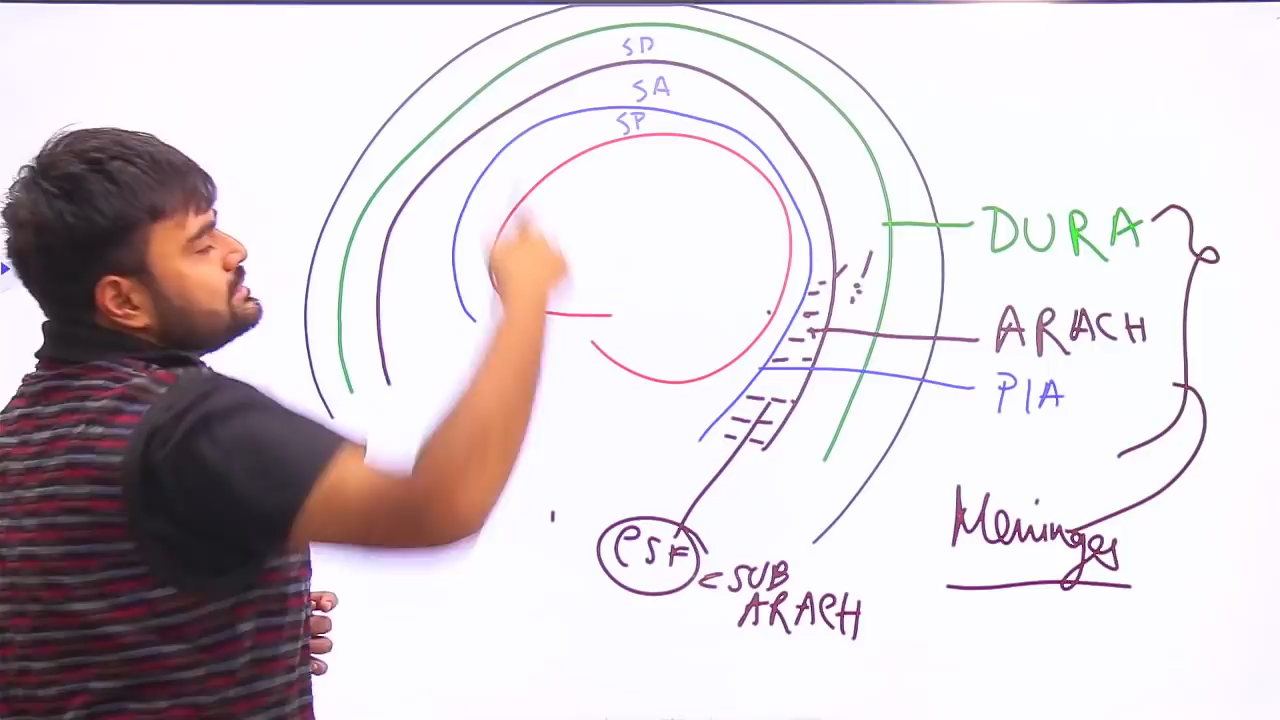 SD
SA
SP
DURA
ARACH
PIA
Meninges
CSF
SUB
ARACH